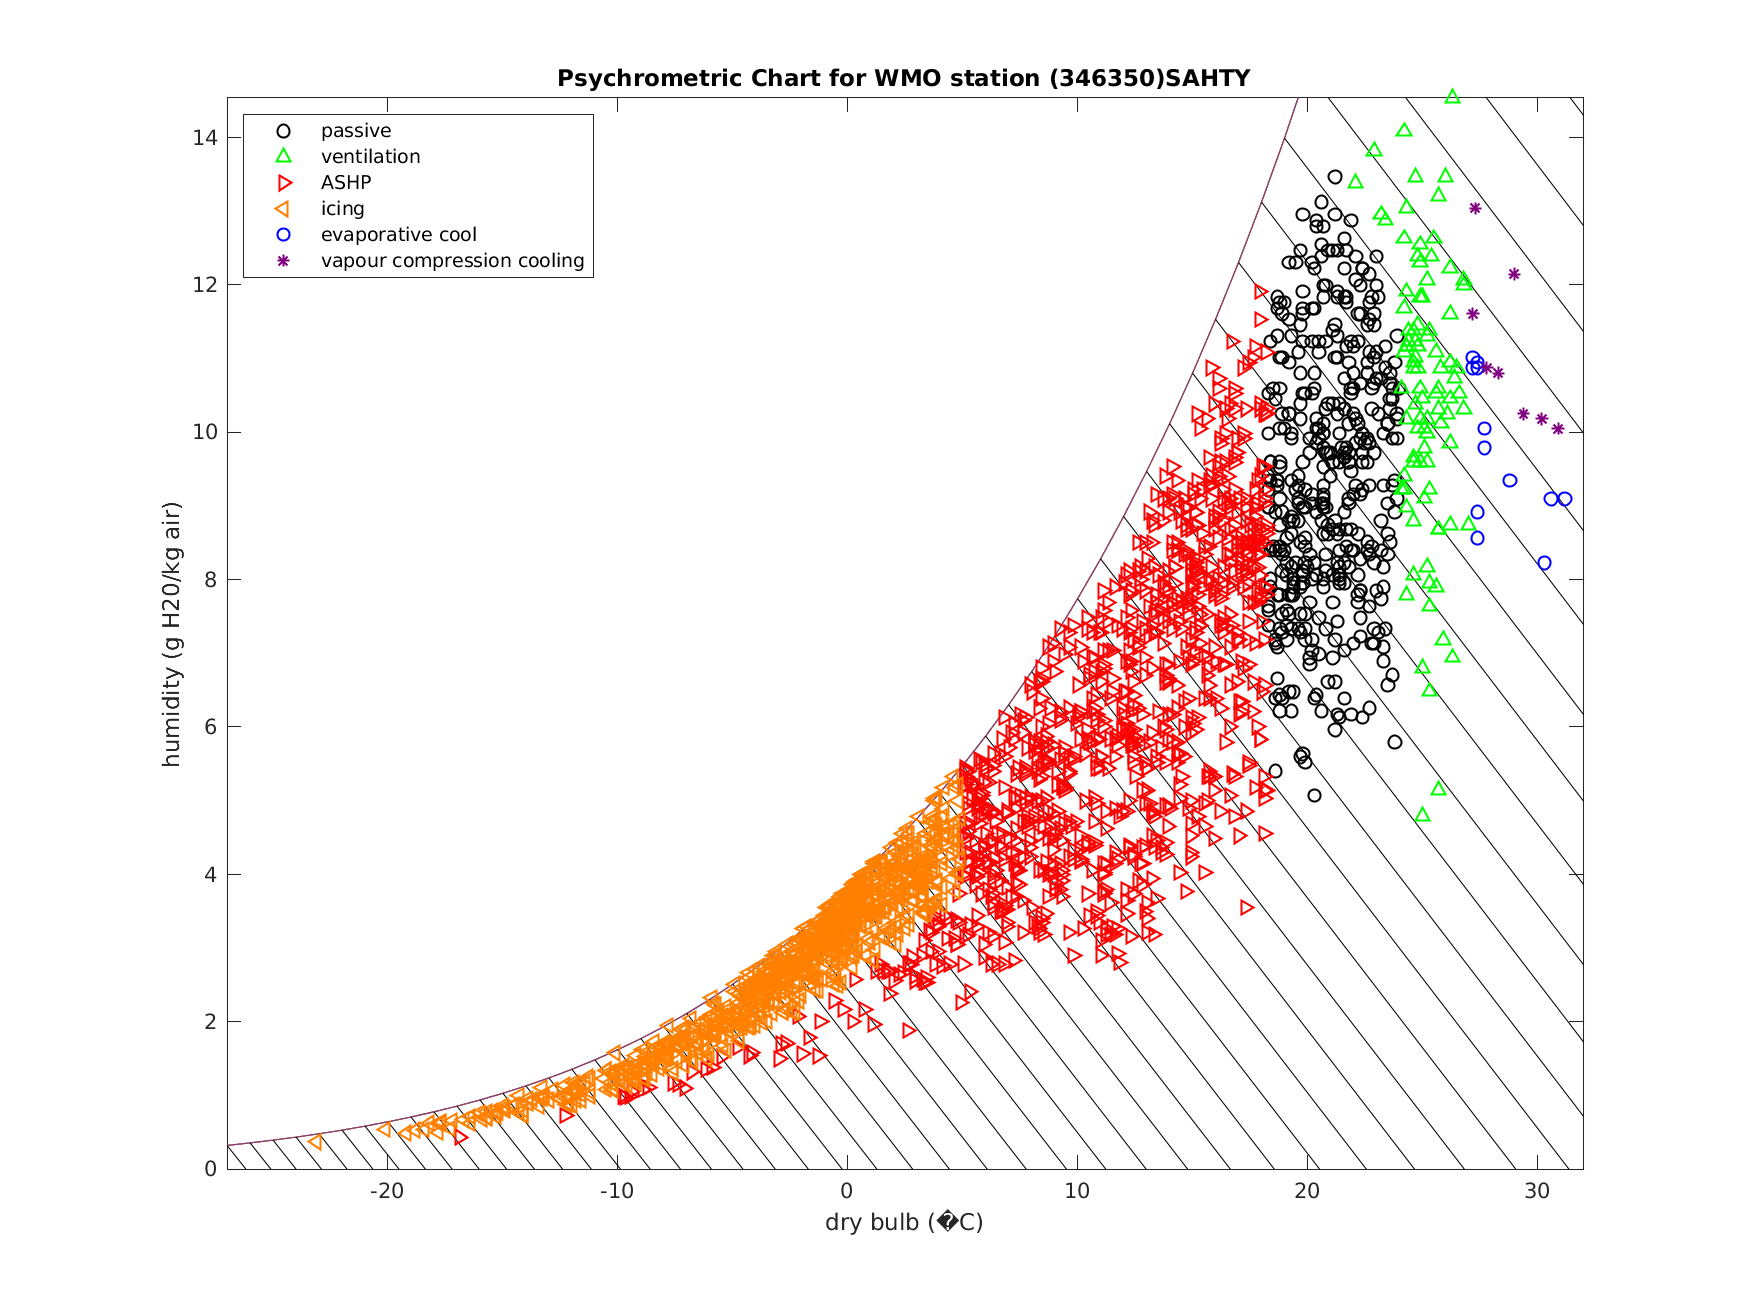 Psychrometric Chart for WMO station (346350)SAHTY
passive
ventilation
ASHP
icing
evaporative cool
vapour compression cooling
humidity (g H20/kg air)
14
12
10
8
6
4
2
0
-20
-10
0
10
20
30
dry bulb (�C)